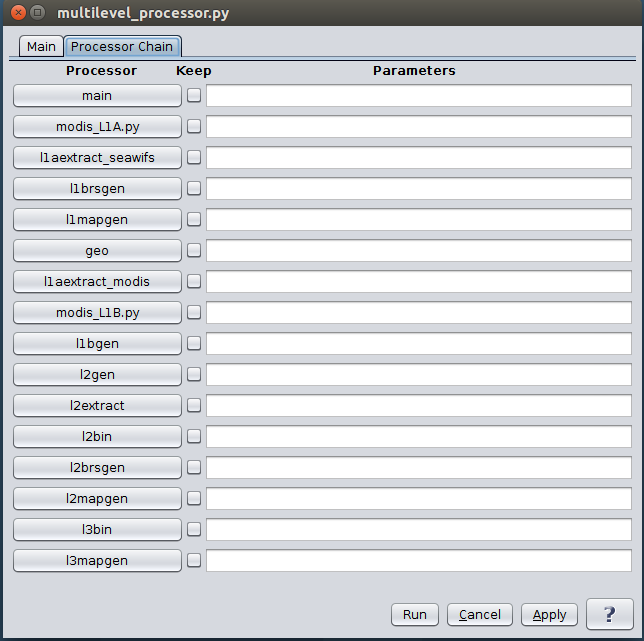 multilevel_processor.py
Main Processor Chain
Processor Keep Parameters
main
modis_L1A.py
l1aextract_seawifs
l1brsgen
l1mapgen
geo
l1aextract_modis
modis_L1B.py
l1bgen
l2gen
l2extract
l2bin
l2brsgen
l2mapgen
l3bin
l3mapgen
Run Cancel Apply ?